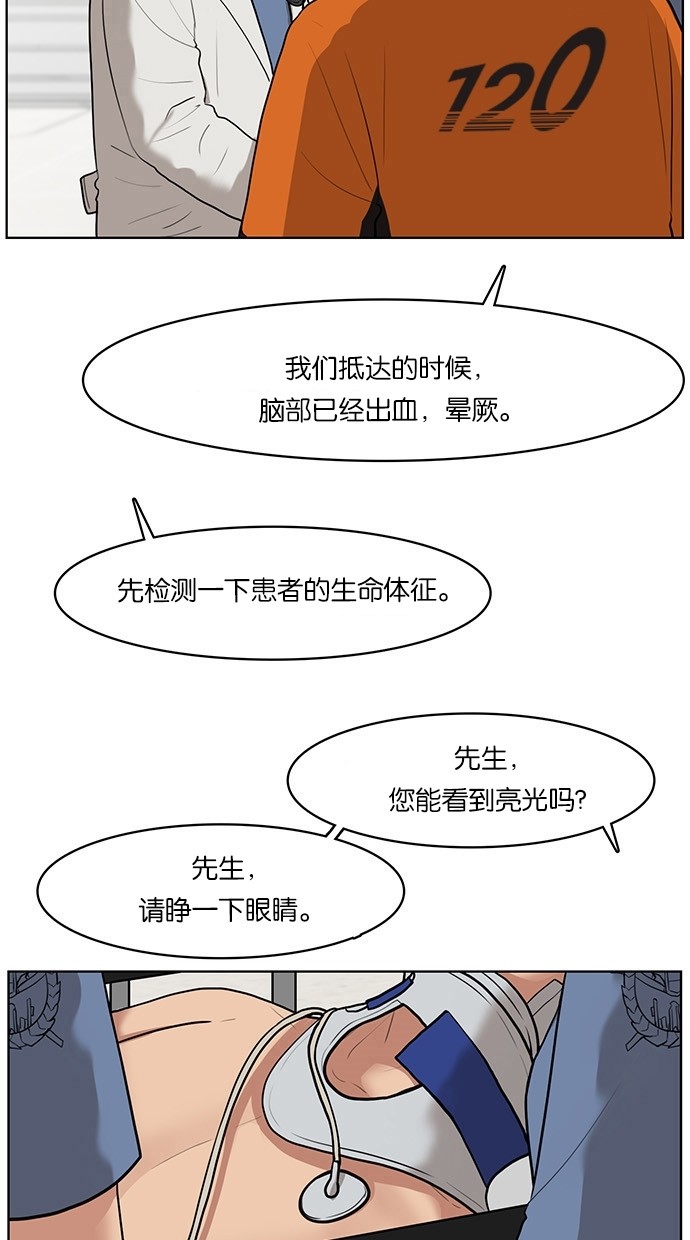 120
我们抵达的时候，
脑部已经出血，晕厥。
先检测一下患者的生命体征。
先生，
您能看到亮光吗?
先生，
请睁一下眼睛。